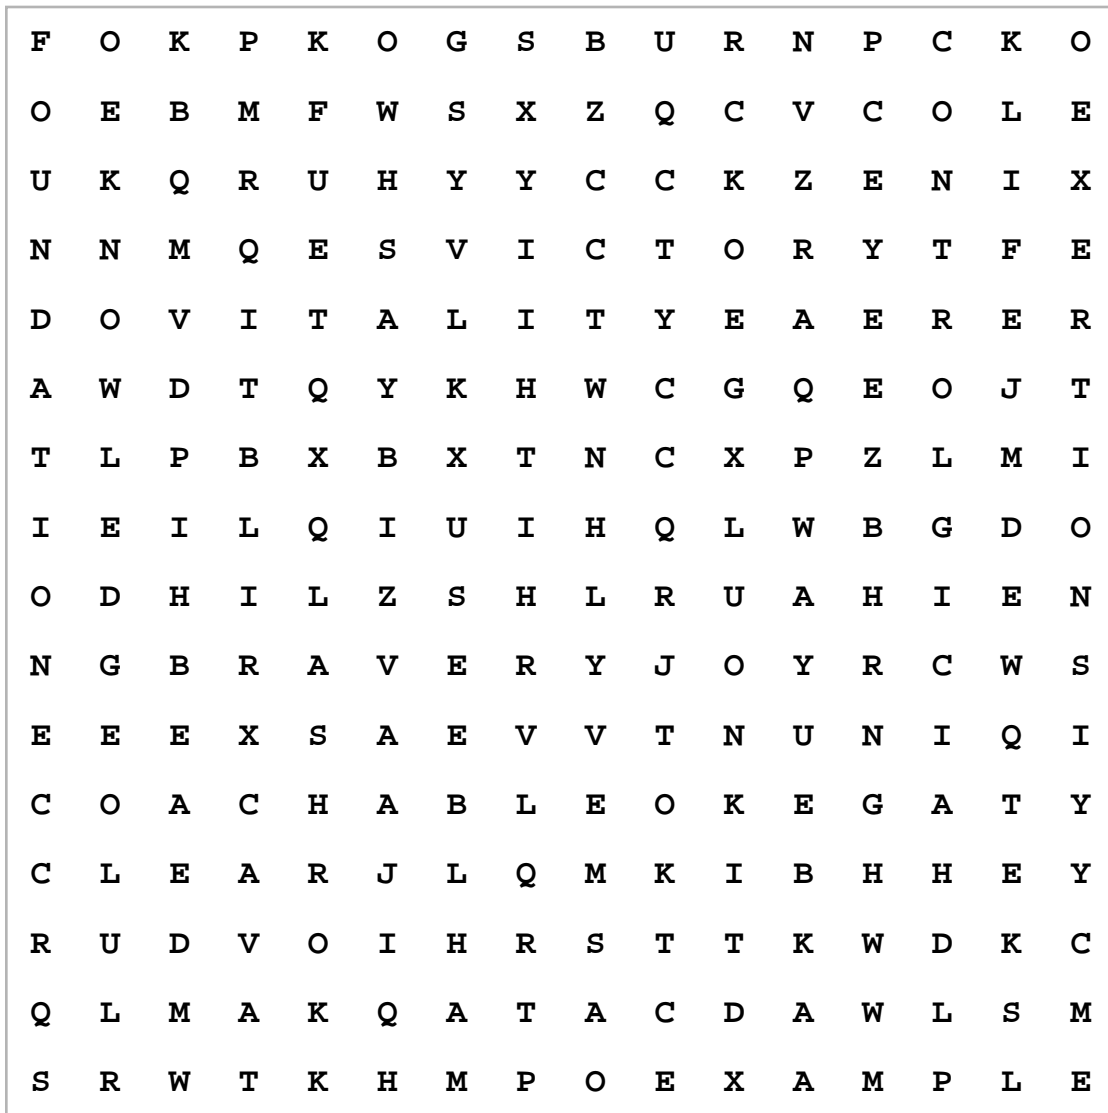 F O K P K O G S B U R N P C K O
O E B M F W S X Z Q C V C O L E
U K Q R U H Y Y C C K Z E N I X
N N M Q E S V I C T O R Y T F E
D O V I T A L I T Y E A E R E R
A W D T Q Y K H W C G Q E O J T
T L P B X B X T N C X P Z L M I
I E I L Q I U I H Q L W B G D O
O D H I L Z S H L R U A H I E N
N G B R A V E R Y J O Y R C W S
E E E X S A E V V T N U N I Q I
C O A C H A B L E O K E G A T Y
C L E A R J L Q M K I B H H E Y
R U D V O I H R S T T K W D K C
Q L M A K Q A T A C D A W L S M
S R W T K H M P O E X A M P L E